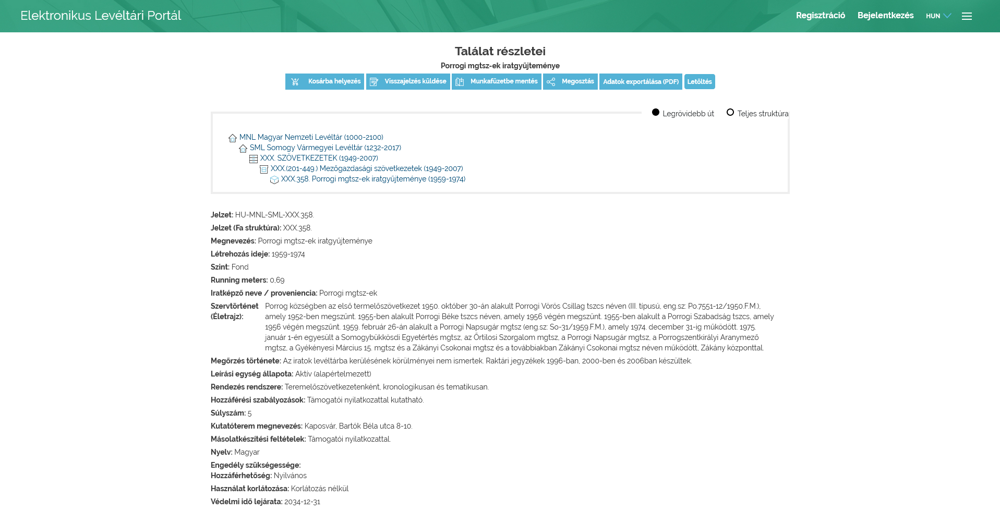 Elektronikus Levéltári Portál
Regisztráció
Bejelentkezés
HUN
Találat részletei
Porrogi mgtsz-ek iratgyűjteménye
Kosárba helyezés
Visszajelzés küldése
Munkafüzetbe mentés
Megosztás
Adatok exportálása (PDF)
Letöltés
Legrövidebb út
Teljes struktúra
MNL Magyar Nemzeti Levéltár (1000-2100)
SML Somogy Vármegyei Levéltár (1232-2017)
XXX. SZÖVETKEZETEK (1949-2007)
XXX.(201-449.) Mezőgazdasági szövetkezetek (1949-2007)
XXX.358. Porrogi mgtsz-ek iratgyűjteménye (1959-1974)
Jelzet: HU-MNL-SML-XXX.358.
Jelzet (Fa struktúra): XXX.358.
Megnevezés: Porrogi mgtsz-ek iratgyűjteménye
Létrehozás ideje: 1959-1974
Szint: Fond
Running meters: 0,69
Iratképző neve / proveniencia: Porrogi mgtsz-ek
Szervtörténet (Életrajz): Porrog községben az első termelőszövetkezet 1950. október 30-án alakult Porrogi Vörös Csillag tszcs néven (III. típusú, eng.sz: Po.7551-12/1950.F.M.),
amely 1952-ben megszűnt. 1955-ben alakult Porrogi Béke tszcs néven, amely 1956 végén megszűnt. 1955-ben alakult a Porrogi Szabadság tszcs, amely
1956 végén megszűnt. 1959. február 26-án alakult a Porrogi Napsugár mgtsz (eng.sz: So-31/1959.F.M.), amely 1974. december 31-ig működött. 1975.
január 1-én egyesült a Somogybükkösdi Egyetértés mgtsz, az Örtilosi Szorgalom mgtsz, a Porrogi Napsugár mgtsz, a Porrogszentkirályi Aranymező
mgtsz, a Gyékényesi Március 15. mgtsz és a Zákányi Csokonai mgtsz és a továbbiakban Zákányi Csokonai mgtsz néven működött, Zákány központtal.
Megőrzés története: Az iratok levéltárba kerülésének körülményei nem ismertek. Raktári jegyzékek 1996-ban, 2000-ben és 2006ban készültek.
Leírási egység állapota: Aktív (alapértelmezett)
Rendezés rendszere: Teremelőszövetkezetenként, kronologikusan és tematikusan.
Hozzáférési szabályozások: Támogatói nyilatkozattal kutatható.
Súlyszám: 5
Kutatóterem megnevezés: Kaposvár, Bartók Béla utca 8-10.
Másolatkészítési feltételek: Támogatói nyilatkozattal.
Nyelv: Magyar
Engedély szükségessége:
Hozzáférhetőség: Nyilvános
Használat korlátozása: Korlátozás nélkül
Védelmi idő lejárata: 2034-12-31